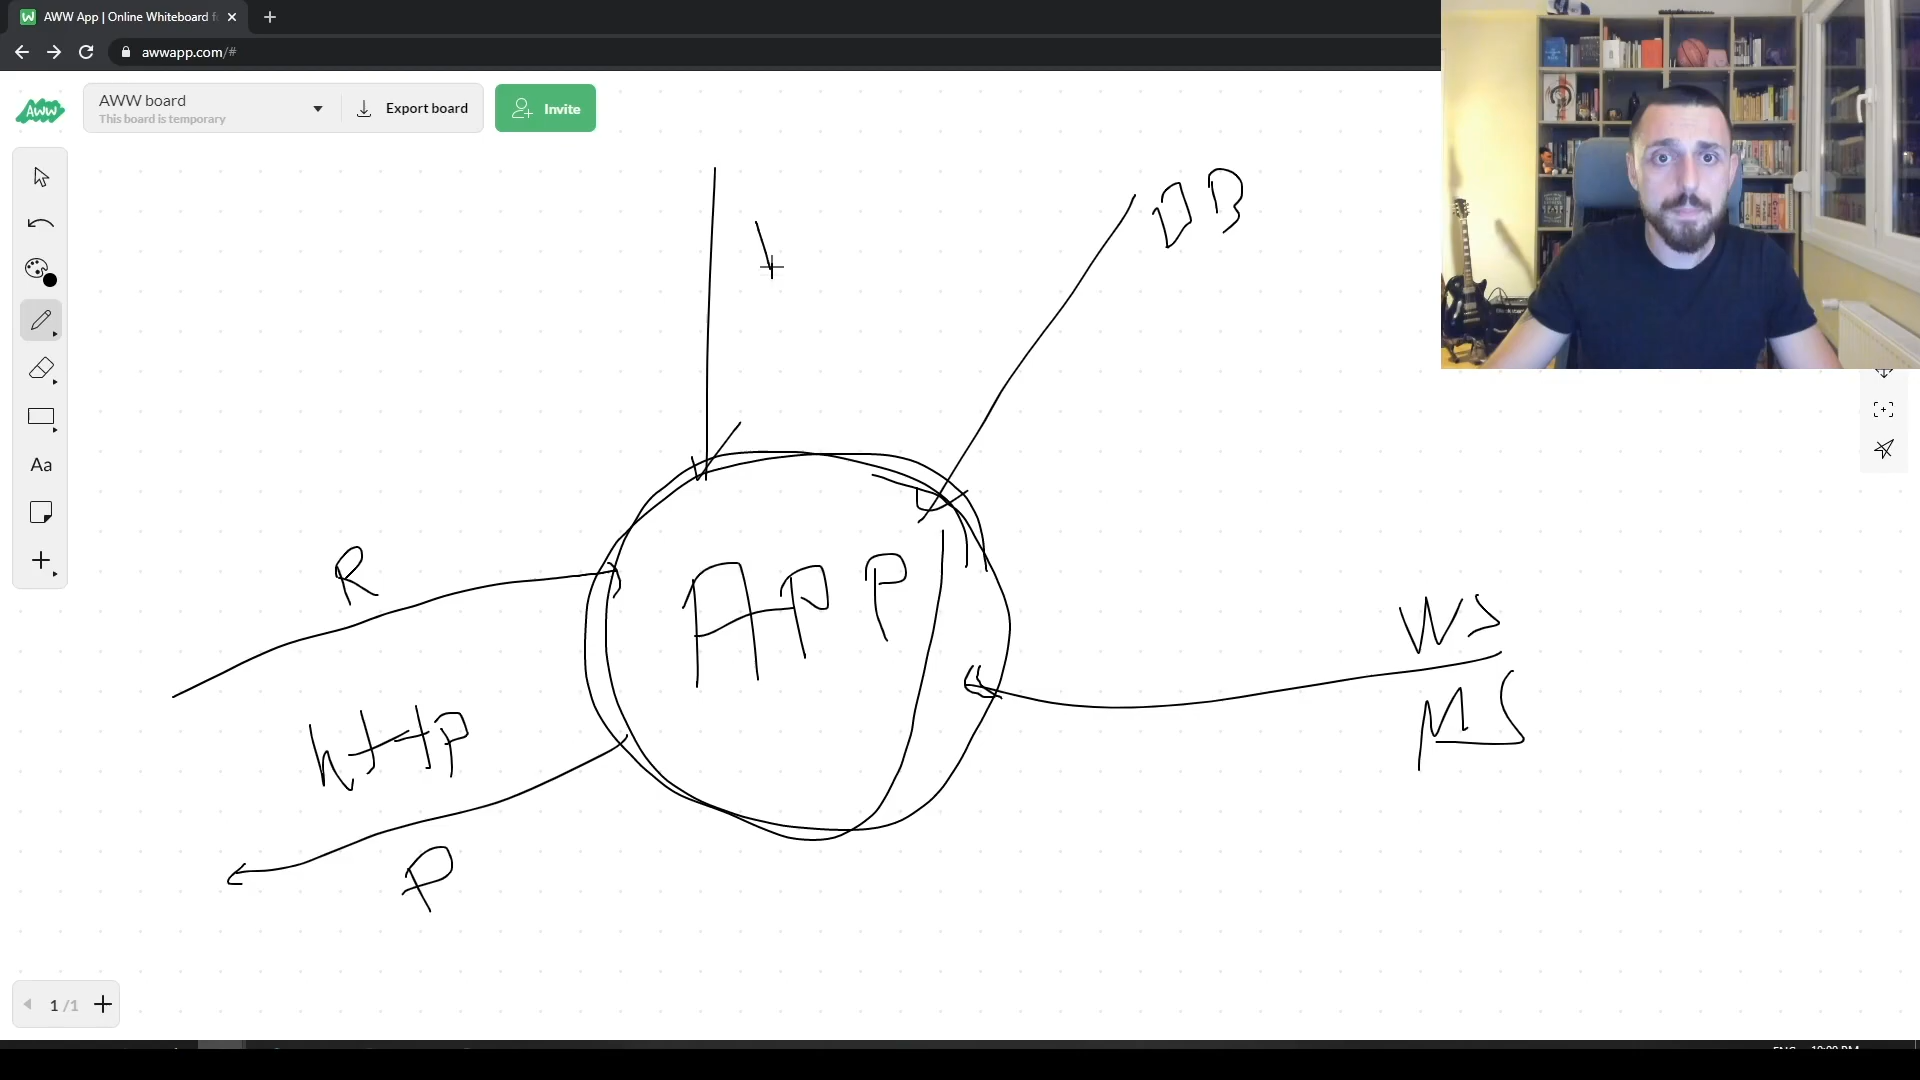 AWW App | Online Whiteboard f
awwapp.com/#
AWW
AWW board
This board is temporary
Export board
Invite
DB
R
APP
Http
P
WS
MS
Aa
1 /1